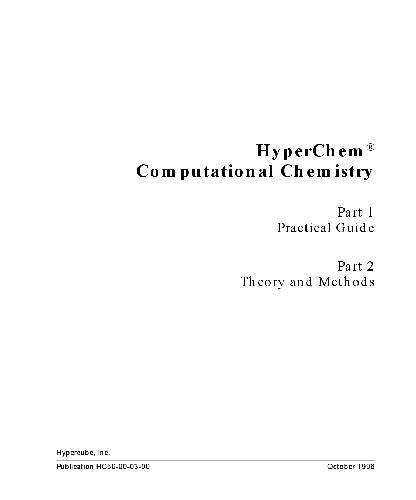 HyperChem®
Computational Chemistry
Part 1
Practical Guide
Part 2
Theory and Methods
Hypercube, Inc.
Publication HC50-00-03-00
October 1996